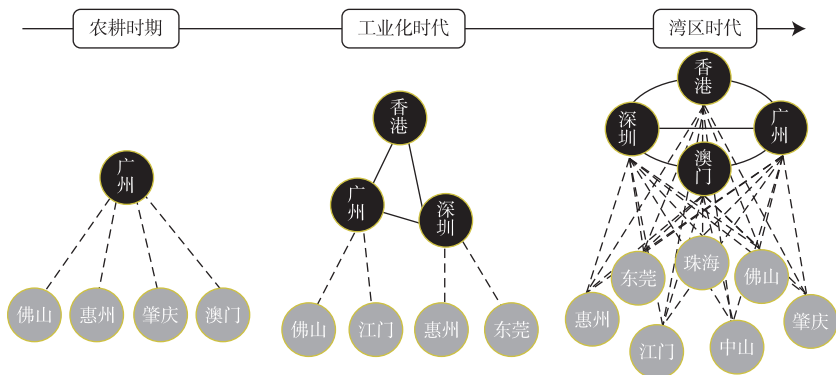 农耕时期
工业化时代
湾区时代
广州
佛山
惠州
肇庆
澳门
香港
广州
深圳
佛山
江门
惠州
东莞
香港
深圳
广州
澳门
东莞
珠海
佛山
惠州
江门
中山
肇庆